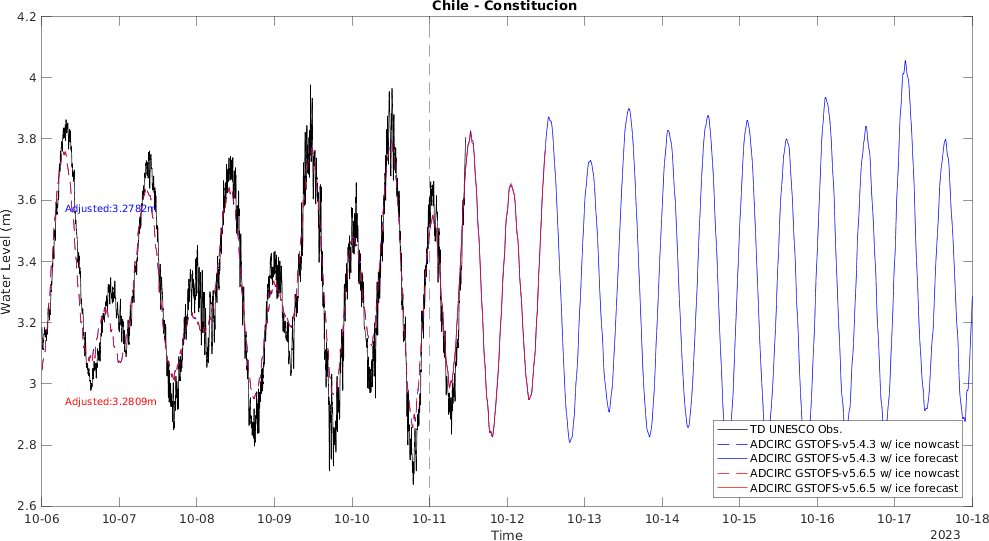 Chile - Constitucion
4.2
4
3.8
3.6
3.4
3.2
3
2.8
2.6
Water Level (m)
Adjusted:3.2782m
Adjusted:3.2809m
TD UNESCO Obs.
ADCIRC GSTOFS-v5.4.3 w/ ice nowcast
ADCIRC GSTOFS-v5.4.3 w/ ice forecast
ADCIRC GSTOFS-v5.6.5 w/ ice nowcast
ADCIRC GSTOFS-v5.6.5 w/ ice forecast
10-06 10-07 10-08 10-09 10-10 10-11 10-12 10-13 10-14 10-15 10-16 10-17 10-18
Time
2023